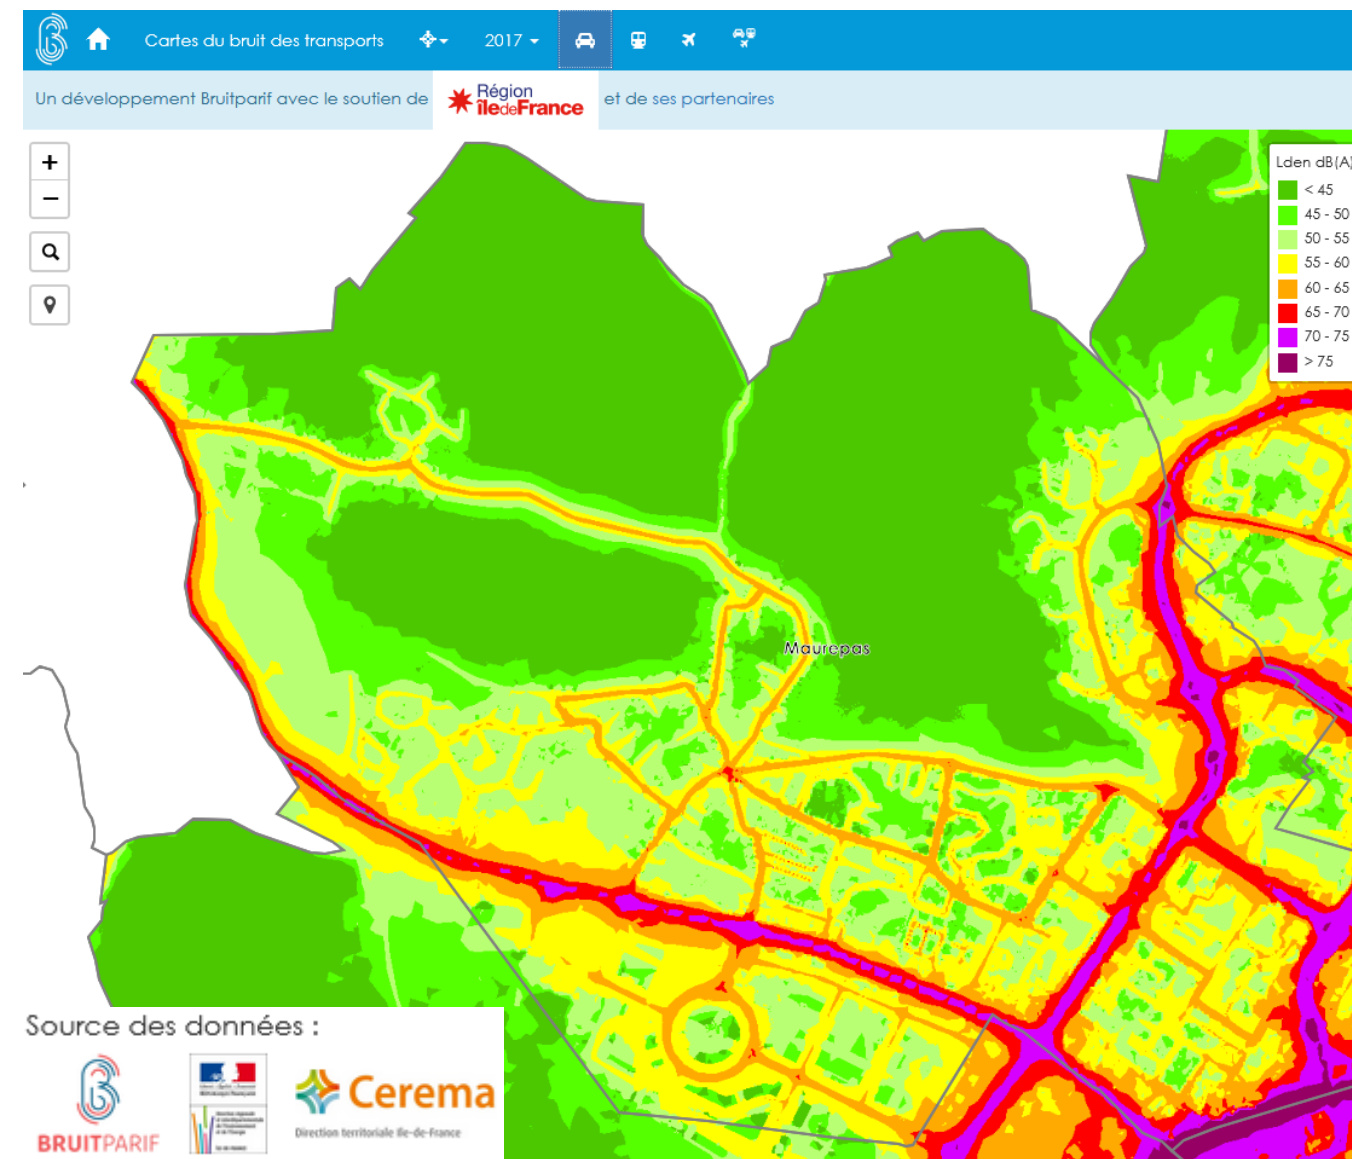 Cartes du bruit des transports
2017
Un développement Bruitparif avec le soutien de
Région
îledeFrance
et de ses partenaires
+
−
Lden dB(A)
< 45
45 - 50
50 - 55
55 - 60
60 - 65
65 - 70
70 - 75
> 75
Maurepas
Source des données :
BRUITPARIF
Cerema
Direction territoriale Ile-de-France